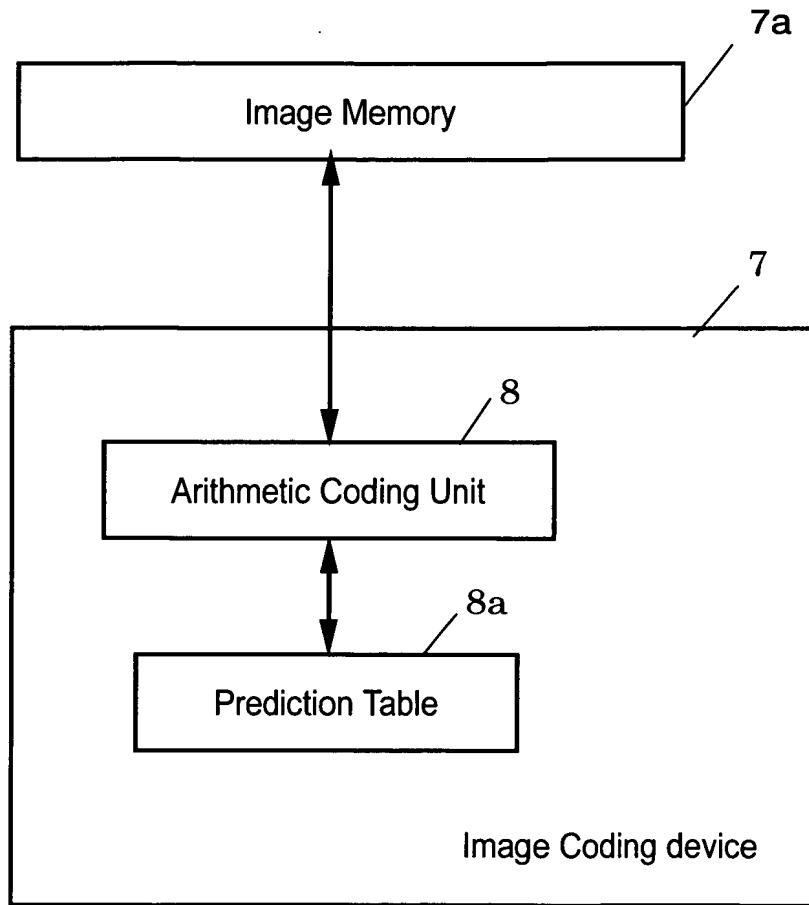 7a
Image Memory
7
8
Arithmetic Coding Unit
8a
Prediction Table
Image Coding device